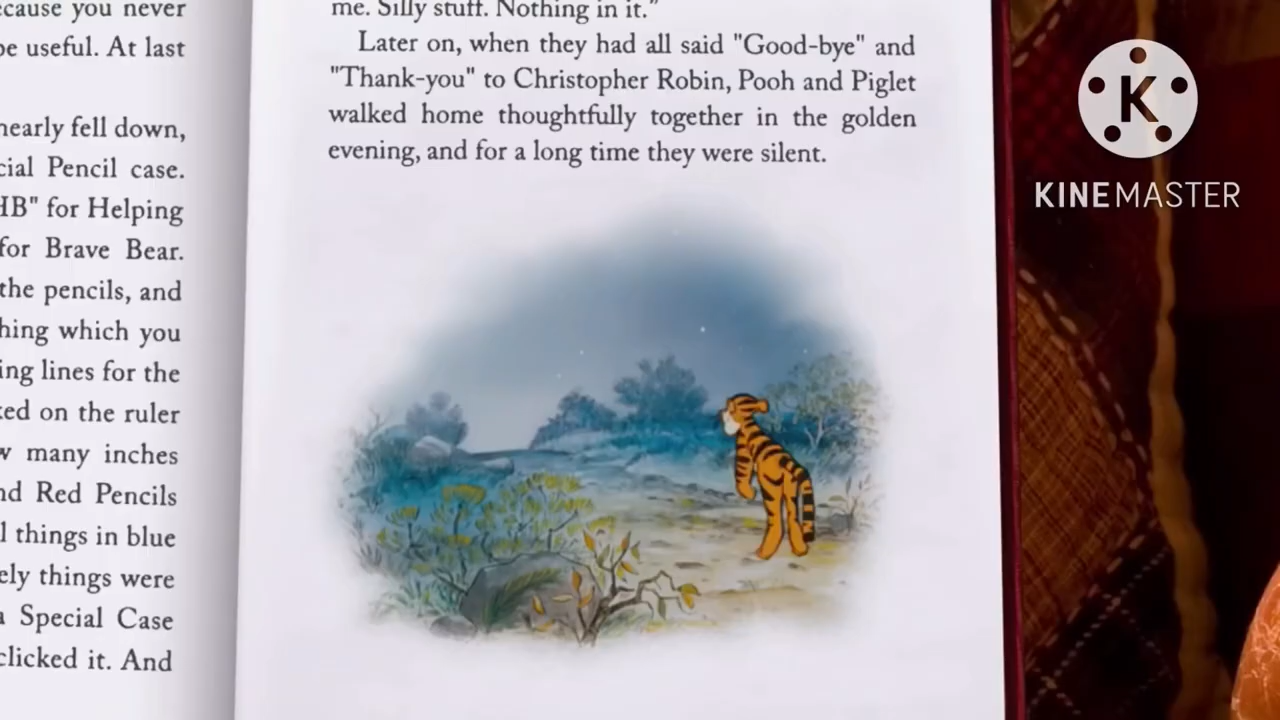 cause you never
be useful. At last
nearly fell down,
cial Pencil case.
HB" for Helping
for Brave Bear.
the pencils, and
hing which you
ing lines for the
ked on the ruler
w many inches
nd Red Pencils
l things in blue
ely things were
a Special Case
clicked it. And
me. Silly stuff. Nothing in it."
Later on, when they had all said "Good-bye" and
"Thank-you" to Christopher Robin, Pooh and Piglet
walked home thoughtfully together in the golden
evening, and for a long time they were silent.
K
KINEMASTER